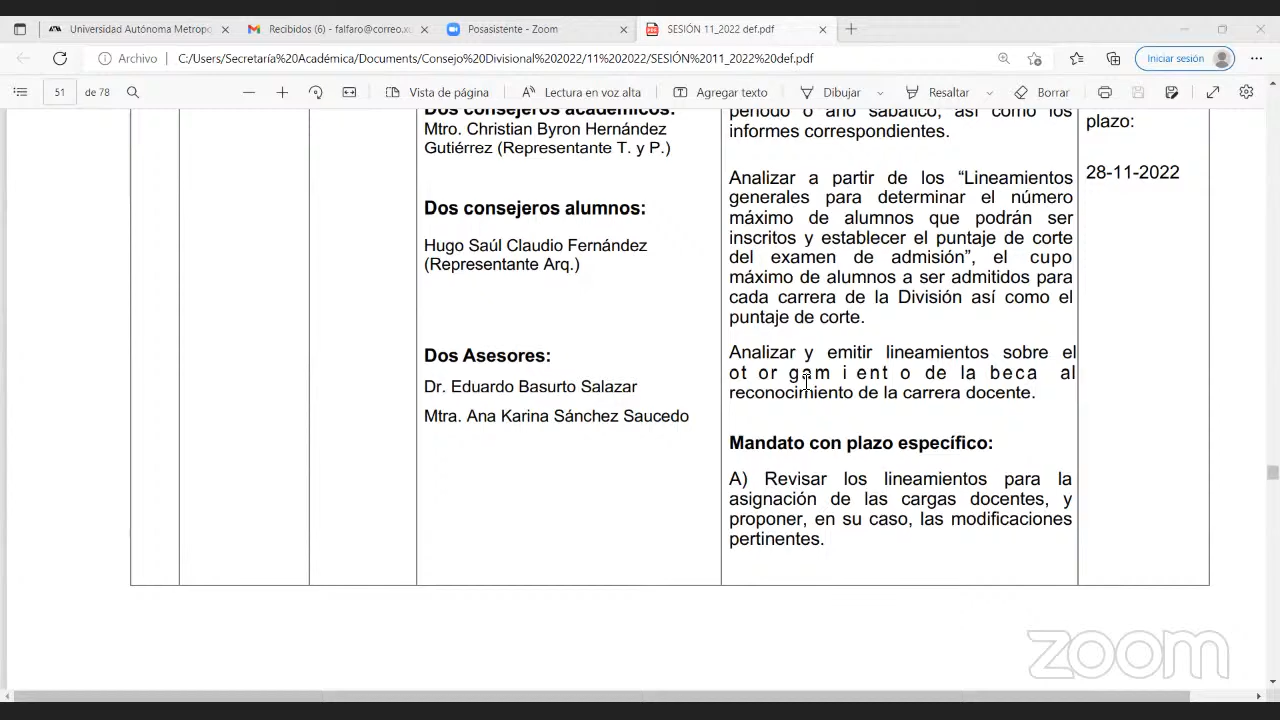 Universidad Autónoma Metropo
Recibidos (6) - falfaro@correo.xu
Posasistente - Zoom
SESIÓN 11_2022 def.pdf
Archivo
C:/Users/Secretaría%20Académica/Documents/Consejo%20Divisional%202022/11%202022/SESIÓN%2011_2022%20def.pdf
Iniciar sesión
51 de 78
Vista de página
Lectura en voz alta
Agregar texto
Dibujar
Resaltar
Borrar
Dos consejeros académicos:
Mtro. Christian Byron Hernández
Gutiérrez (Representante T. y P.)
Dos consejeros alumnos:
Hugo Saúl Claudio Fernández
(Representante Arq.)
Dos Asesores:
Dr. Eduardo Basurto Salazar
Mtra. Ana Karina Sánchez Saucedo
periodo o año sabático, así como los
informes correspondientes.
Analizar a partir de los “Lineamientos
generales para determinar el número
máximo de alumnos que podrán ser
inscritos y establecer el puntaje de corte
del examen de admisión”, el cupo
máximo de alumnos a ser admitidos para
cada carrera de la División así como el
puntaje de corte.
Analizar y emitir lineamientos sobre el
ot or gam i ent o de la beca al
reconocimiento de la carrera docente.
Mandato con plazo específico:
A) Revisar los lineamientos para la
asignación de las cargas docentes, y
proponer, en su caso, las modificaciones
pertinentes.
plazo:
28-11-2022
zoom